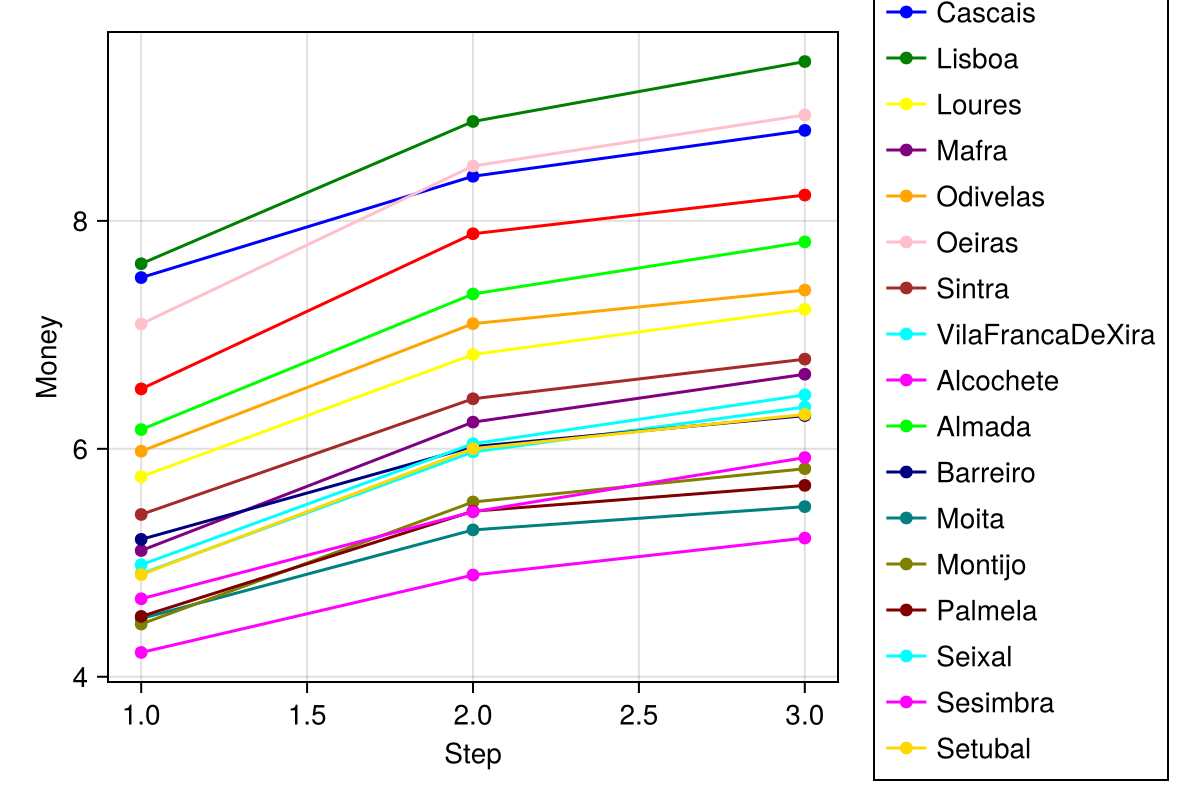 Cascais
Lisboa
Loures
Mafra
Odivelas
Oeiras
Sintra
VilaFrancaDeXira
Alcochete
Almada
Barreiro
Moita
Montijo
Palmela
Seixal
Sesimbra
Setubal
Money
8
6
4
1.0 1.5 2.0 2.5 3.0
Step